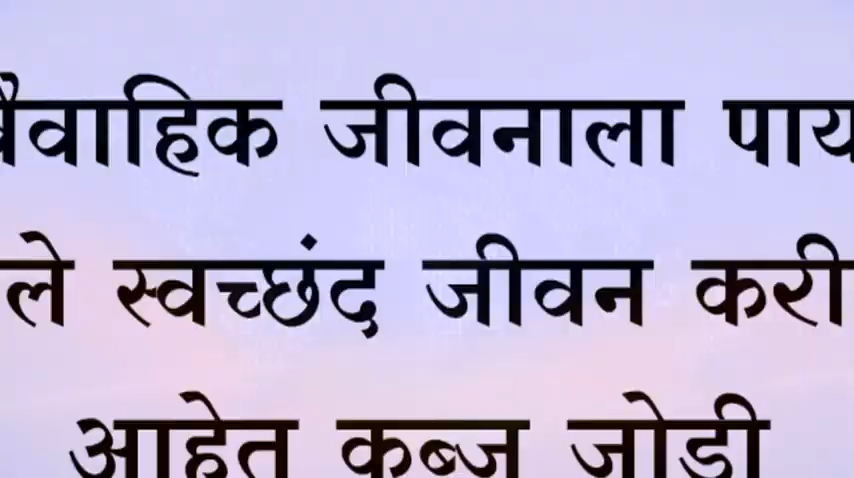 वैवाहिक जीवनाला पाय
ले स्वच्छंद जीवन करी
आहेत कब्ज जोडी